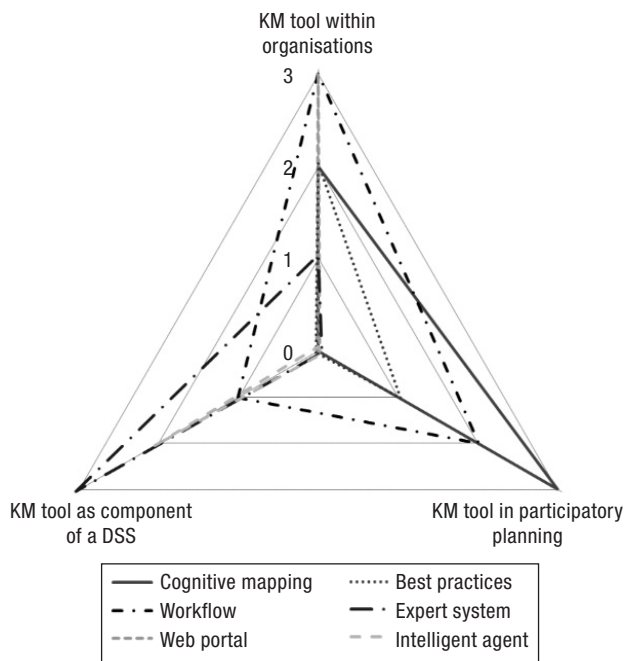 KM tool within
organisations
3
2
1
0
KM tool as component
of a DSS
KM tool in participatory
planning
Cognitive mapping
Best practices
Workflow
Expert system
Web portal
Intelligent agent